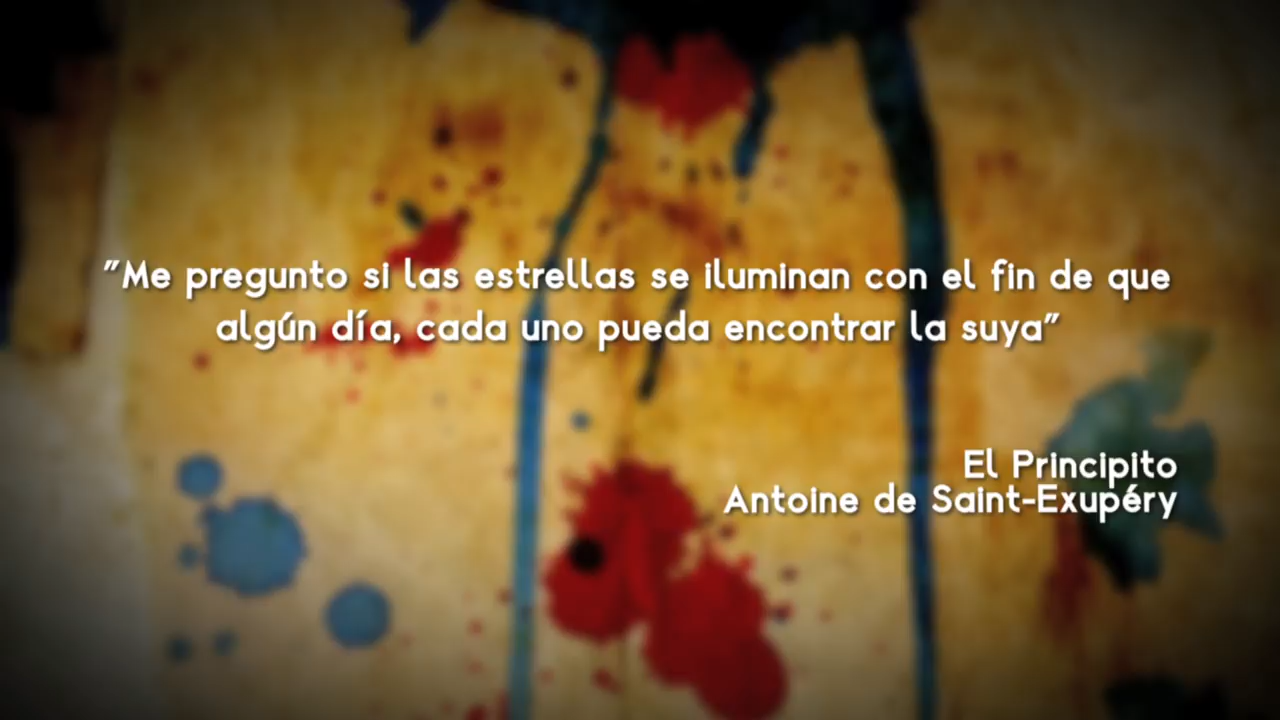 "Me pregunto si las estrellas se iluminan con el fin de que
algún día, cada uno pueda encontrar la suya"
El Principito
Antoine de Saint-Exupéry